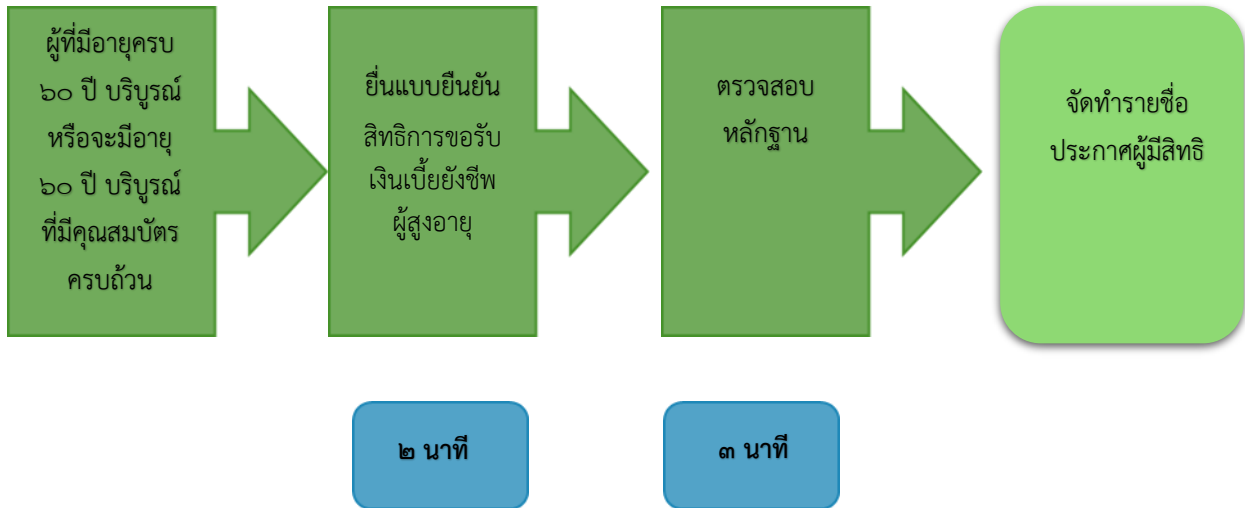 ผู้ที่มีอายุครบ
๖๐ ปี บริบูรณ์
หรือจะมีอายุ
๖๐ ปี บริบูรณ์
ที่มีคุณสมบัตร
ครบถ้วน
ยื่นแบบยืนยัน
สิทธิการขอรับ
เงินเบี้ยยังชีพ
ผู้สูงอายุ
ตรวจสอบ
หลักฐาน
จัดทำรายชื่อ
ประกาศผู้มีสิทธิ
๒ นาที
๓ นาที